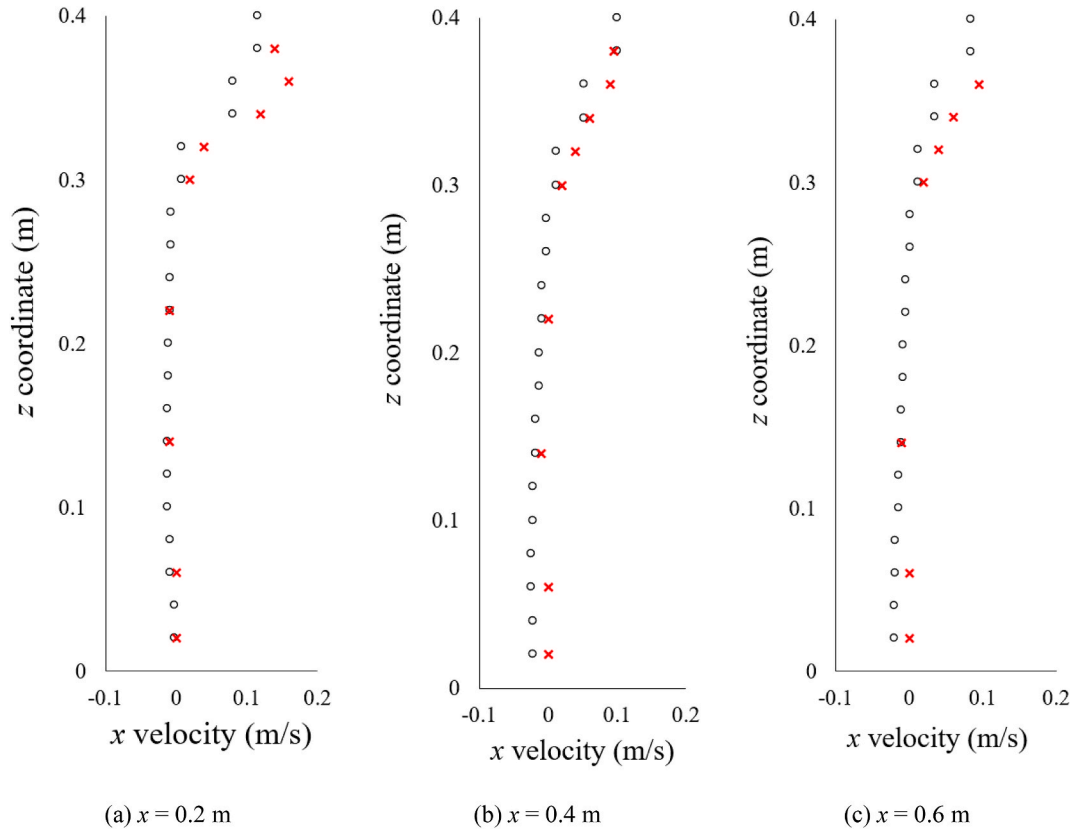 0.4
0.3
0.2
0.1
0
z coordinate (m)
-0.1 0 0.1 0.2
x velocity (m/s)
(a) x = 0.2 m
0.4
0.3
0.2
0.1
0
z coordinate (m)
-0.1 0 0.1 0.2
x velocity (m/s)
(b) x = 0.4 m
0.4
0.3
0.2
0.1
0
z coordinate (m)
-0.1 0 0.1 0.2
x velocity (m/s)
(c) x = 0.6 m